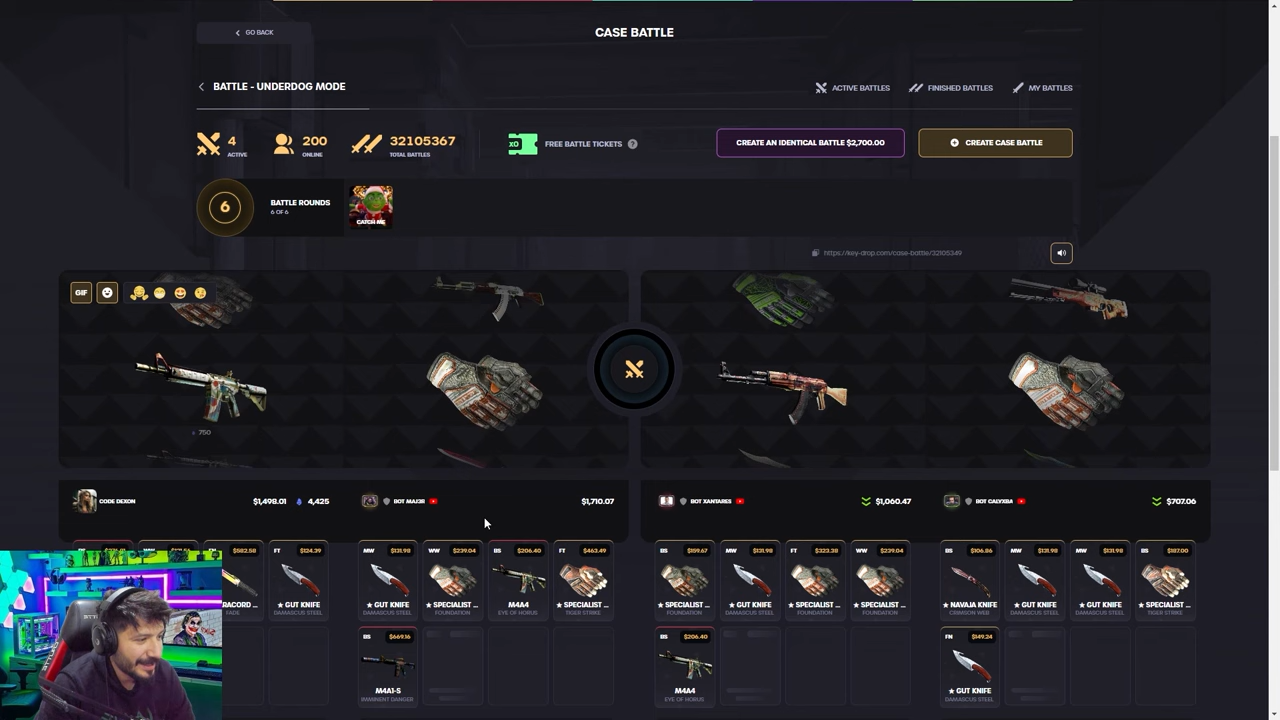 GO BACK
CASE BATTLE
BATTLE - UNDERDOG MODE
ACTIVE BATTLES
FINISHED BATTLES
MY BATTLES
4
ACTIVE
200
ONLINE
32105367
TOTAL BATTLES
x0
FREE BATTLE TICKETS ?
CREATE AN IDENTICAL BATTLE $2,700.00
CREATE CASE BATTLE
6
BATTLE ROUNDS
6 OF 6
CATCH ME
https://key-drop.com/case-battle/32105349
GIF
750
CODE DEXON $1,498.01 4,425
BOT MAJ3R $1,710.07
BOT XANTARES $1,060.47
BOT CALYXBA $707.06
$582.58 FT $124.39
RACORD ... ★ GUT KNIFE
FADE DAMASCUS STEEL
MW $131.98 WW $239.04 BS $206.40 FT $463.49
★ GUT KNIFE ★ SPECIALIST ... M4A4 ★ SPECIALIST ...
DAMASCUS STEEL FOUNDATION EYE OF HORUS TIGER STRIKE
BS $159.67 MW $131.98 FT $323.38 WW $239.04
★ SPECIALIST ... ★ GUT KNIFE ★ SPECIALIST ... ★ SPECIALIST ...
FOUNDATION DAMASCUS STEEL FOUNDATION FOUNDATION
BS $106.86 MW $131.98 MW $131.98 BS $187.00
★ NAVAJA KNIFE ★ GUT KNIFE ★ GUT KNIFE ★ SPECIALIST ...
CRIMSON WEB DAMASCUS STEEL DAMASCUS STEEL TIGER STRIKE
BS $669.16
M4A1-S
IMMINENT DANGER
BS $206.40
M4A4
EYE OF HORUS
FN $149.24
★ GUT KNIFE
DAMASCUS STEEL